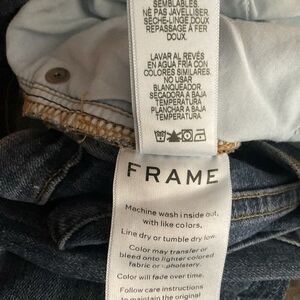 SEMBLABLES
NE PAS JAVELLISER
SÈCHE-LINGE DOUX
REPASSAGE À FER
DOUX.
LAVAR AL REVÉS
EN AGUA FRIA CON
COLORES SIMILARES.
NO USAR
BLANQUEADOR
SECADORA A BAJA
TEMPERATURA
PLANCHAR A BAJA
TEMPERATURA
FRAME
Machine wash inside out,
with like colors,
Line dry or tumble dry low.
Color may transfer or
bleed onto lighter colored
fabric or upholstery.
Color will fade over time.
Follow care instructions
to maintain the original